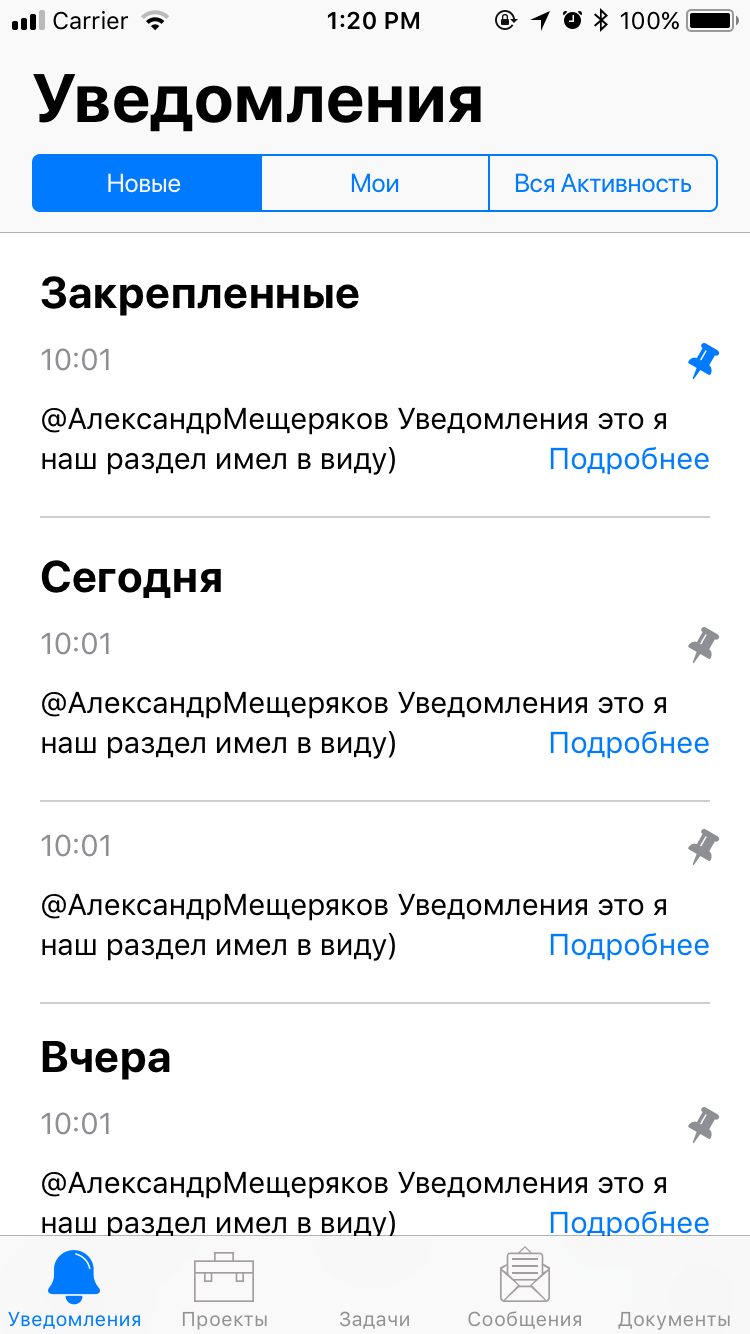 Carrier 1:20 PM 100%
Уведомления
Новые Мои Вся Активность
Закрепленные
10:01
@АлександрМещеряков Уведомления это я
наш раздел имел в виду) Подробнее
Сегодня
10:01
@АлександрМещеряков Уведомления это я
наш раздел имел в виду) Подробнее
10:01
@АлександрМещеряков Уведомления это я
наш раздел имел в виду) Подробнее
Вчера
10:01
@АлександрМещеряков Уведомления это я
наш раздел имел в виду) Подробнее
Уведомления Проекты Задачи Сообщения Документы